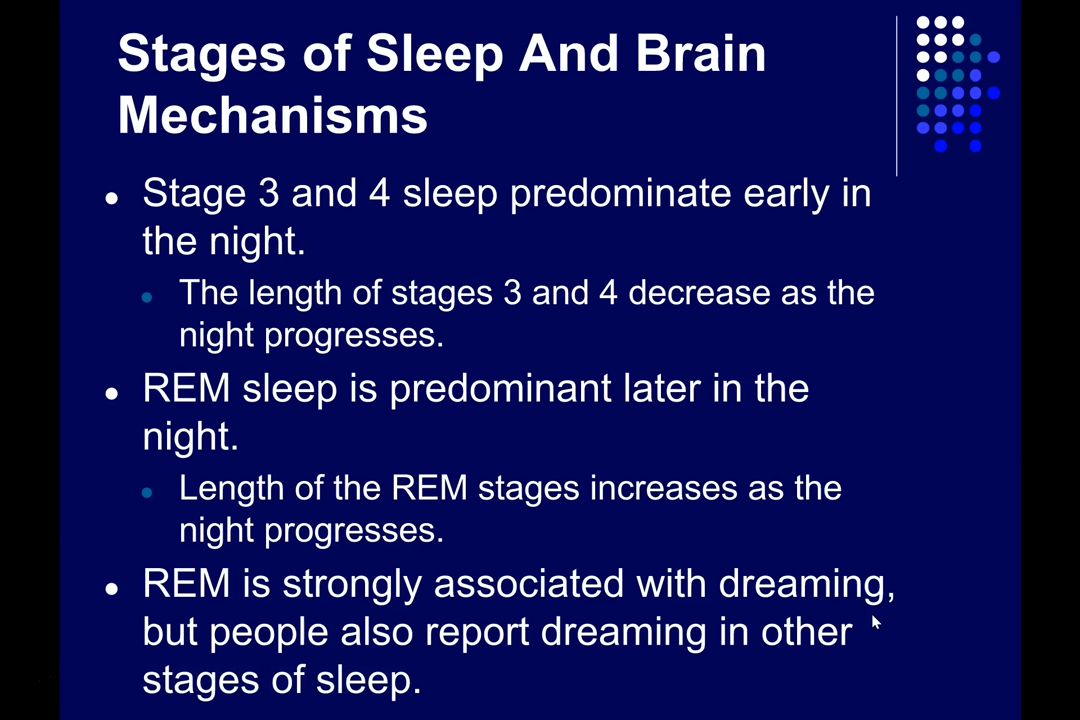 Stages of Sleep And Brain
Mechanisms
Stage 3 and 4 sleep predominate early in
the night.
The length of stages 3 and 4 decrease as the
night progresses.
REM sleep is predominant later in the
night.
Length of the REM stages increases as the
night progresses.
REM is strongly associated with dreaming,
but people also report dreaming in other
stages of sleep.